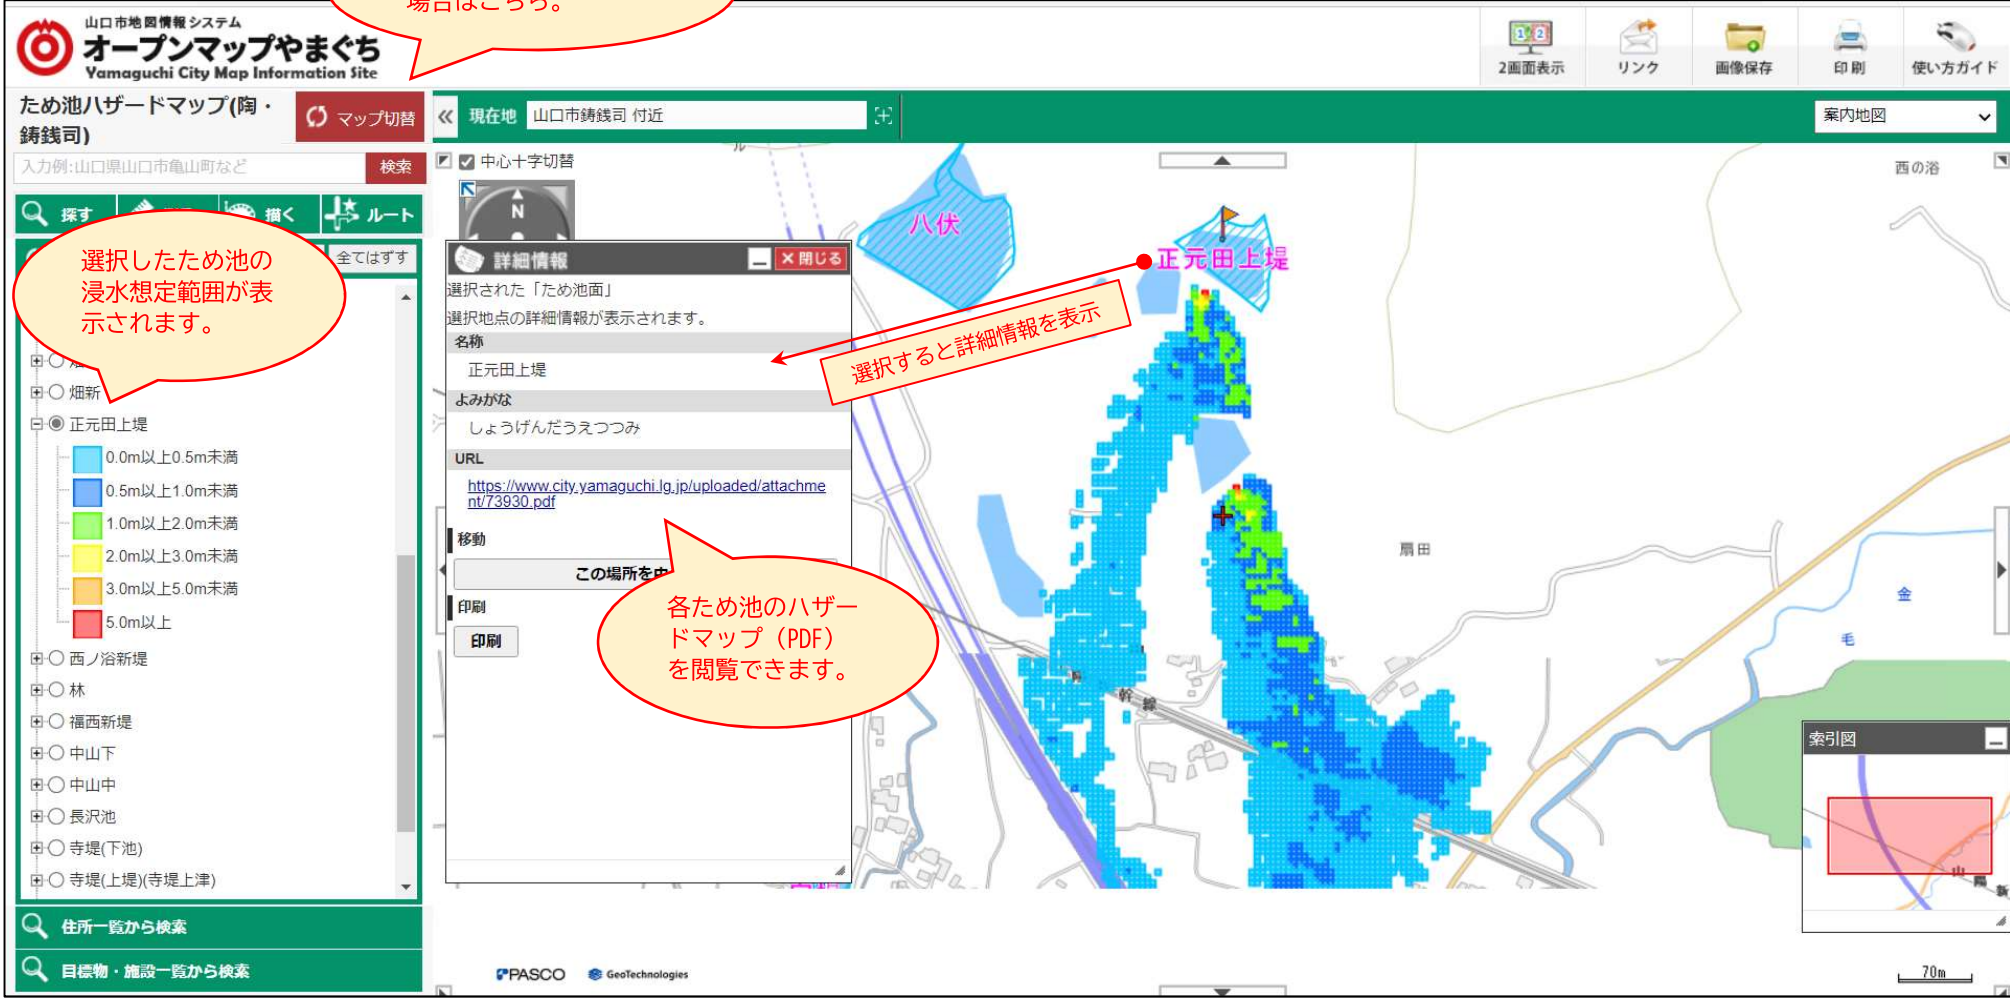 場合はこちら。
山口市地図情報システム
オープンマップやまぐち
Yamaguchi City Map Information Site
2画面表示
リンク
画像保存
印刷
使い方ガイド
ため池ハザードマップ(陶・
鋳銭司)
マップ切替
現在地
山口市鋳銭司 付近
案内地図
入力例:山口県山口市亀山町など
検索
中心十字切替
探す
描く
ルート
全てはずす
選択したため池の
浸水想定範囲が表
示されます。
畑新
正元田上堤
0.0m以上0.5m未満
0.5m以上1.0m未満
1.0m以上2.0m未満
2.0m以上3.0m未満
3.0m以上5.0m未満
5.0m以上
西ノ浴新堤
林
福西新堤
中山下
中山中
長沢池
寺堤(下池)
寺堤(上堤)(寺堤上津)
住所一覧から検索
目標物・施設一覧から検索
N
詳細情報
×閉じる
選択された「ため池面」
選択地点の詳細情報が表示されます。
名称
正元田上堤
よみがな
しょうげんだうえつつみ
URL
https://www.city.yamaguchi.lg.jp/uploaded/attachme
nt/73930.pdf
移動
この場所を中
印刷
印刷
各ため池のハザー
ドマップ（PDF）
を閲覧できます。
選択すると詳細情報を表示
八伏
正元田上堤
西の浴
扇田
金
毛
幹
線
索引図
山
陽
新
PASCO
GeoTechnologies
70m